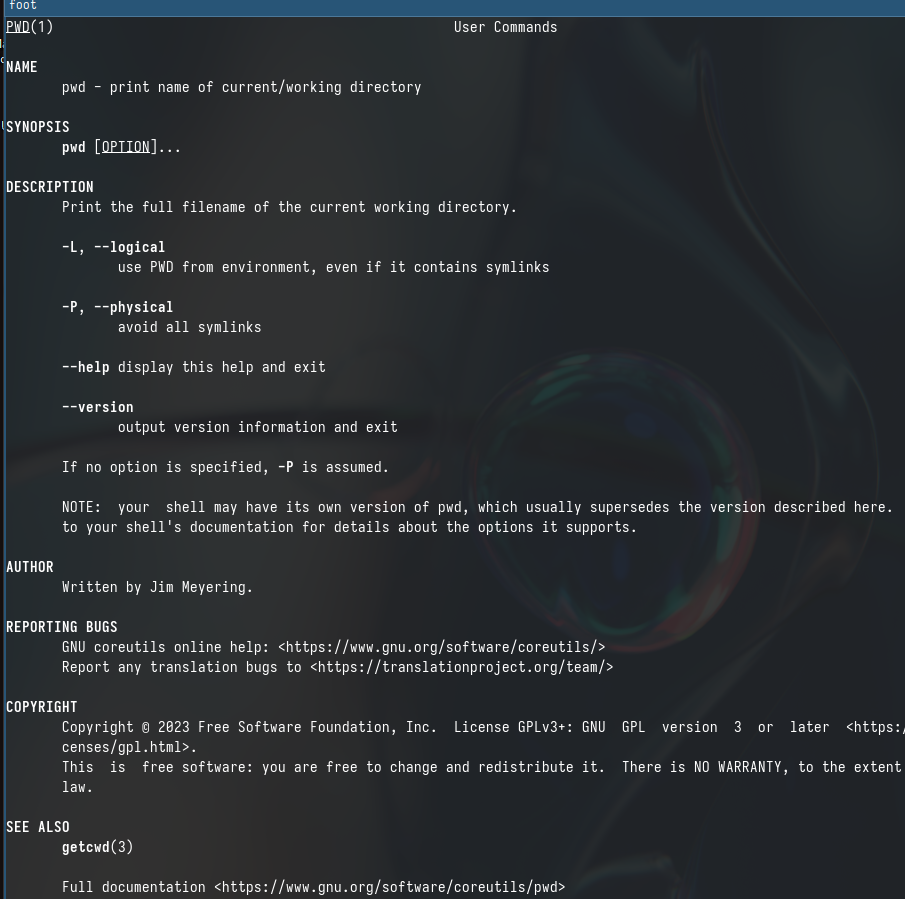 foot
PWD(1) User Commands
NAME
pwd - print name of current/working directory
SYNOPSIS
pwd [OPTION]...
DESCRIPTION
Print the full filename of the current working directory.
-L, --logical
use PWD from environment, even if it contains symlinks
-P, --physical
avoid all symlinks
--help display this help and exit
--version
output version information and exit
If no option is specified, -P is assumed.
NOTE:  your  shell may have its own version of pwd, which usually supersedes the version described here.
to your shell's documentation for details about the options it supports.
AUTHOR
Written by Jim Meyering.
REPORTING BUGS
GNU coreutils online help: <https://www.gnu.org/software/coreutils/>
Report any translation bugs to <https://translationproject.org/team/>
COPYRIGHT
Copyright © 2023 Free Software Foundation, Inc.  License GPLv3+: GNU  GPL  version  3  or  later  <https:/
censes/gpl.html>.
This  is  free software: you are free to change and redistribute it.  There is NO WARRANTY, to the extent
law.
SEE ALSO
getcwd(3)
Full documentation <https://www.gnu.org/software/coreutils/pwd>